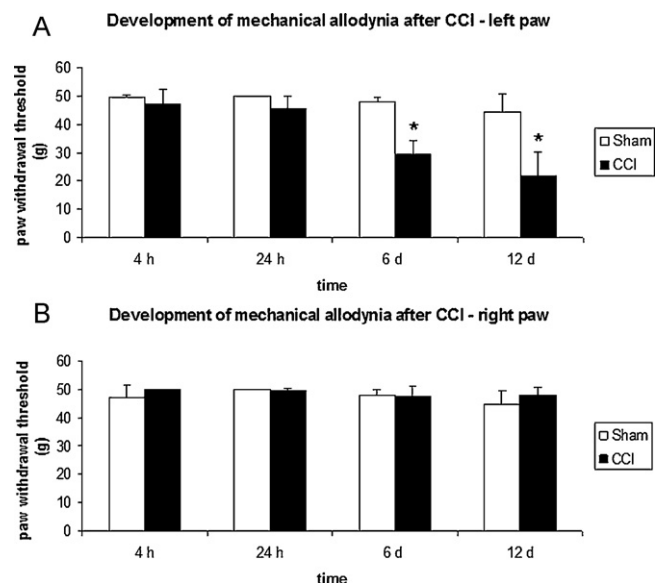 A
Development of mechanical allodynia after CCI - left paw
paw withdrawal threshold
(g)
60
50
40
30
20
10
0
*
*
4 h 24 h 6 d 12 d
time
Sham
CCI
B
Development of mechanical allodynia after CCI - right paw
paw withdrawal threshold
(g)
60
50
40
30
20
10
0
4 h 24 h 6 d 12 d
time
Sham
CCI